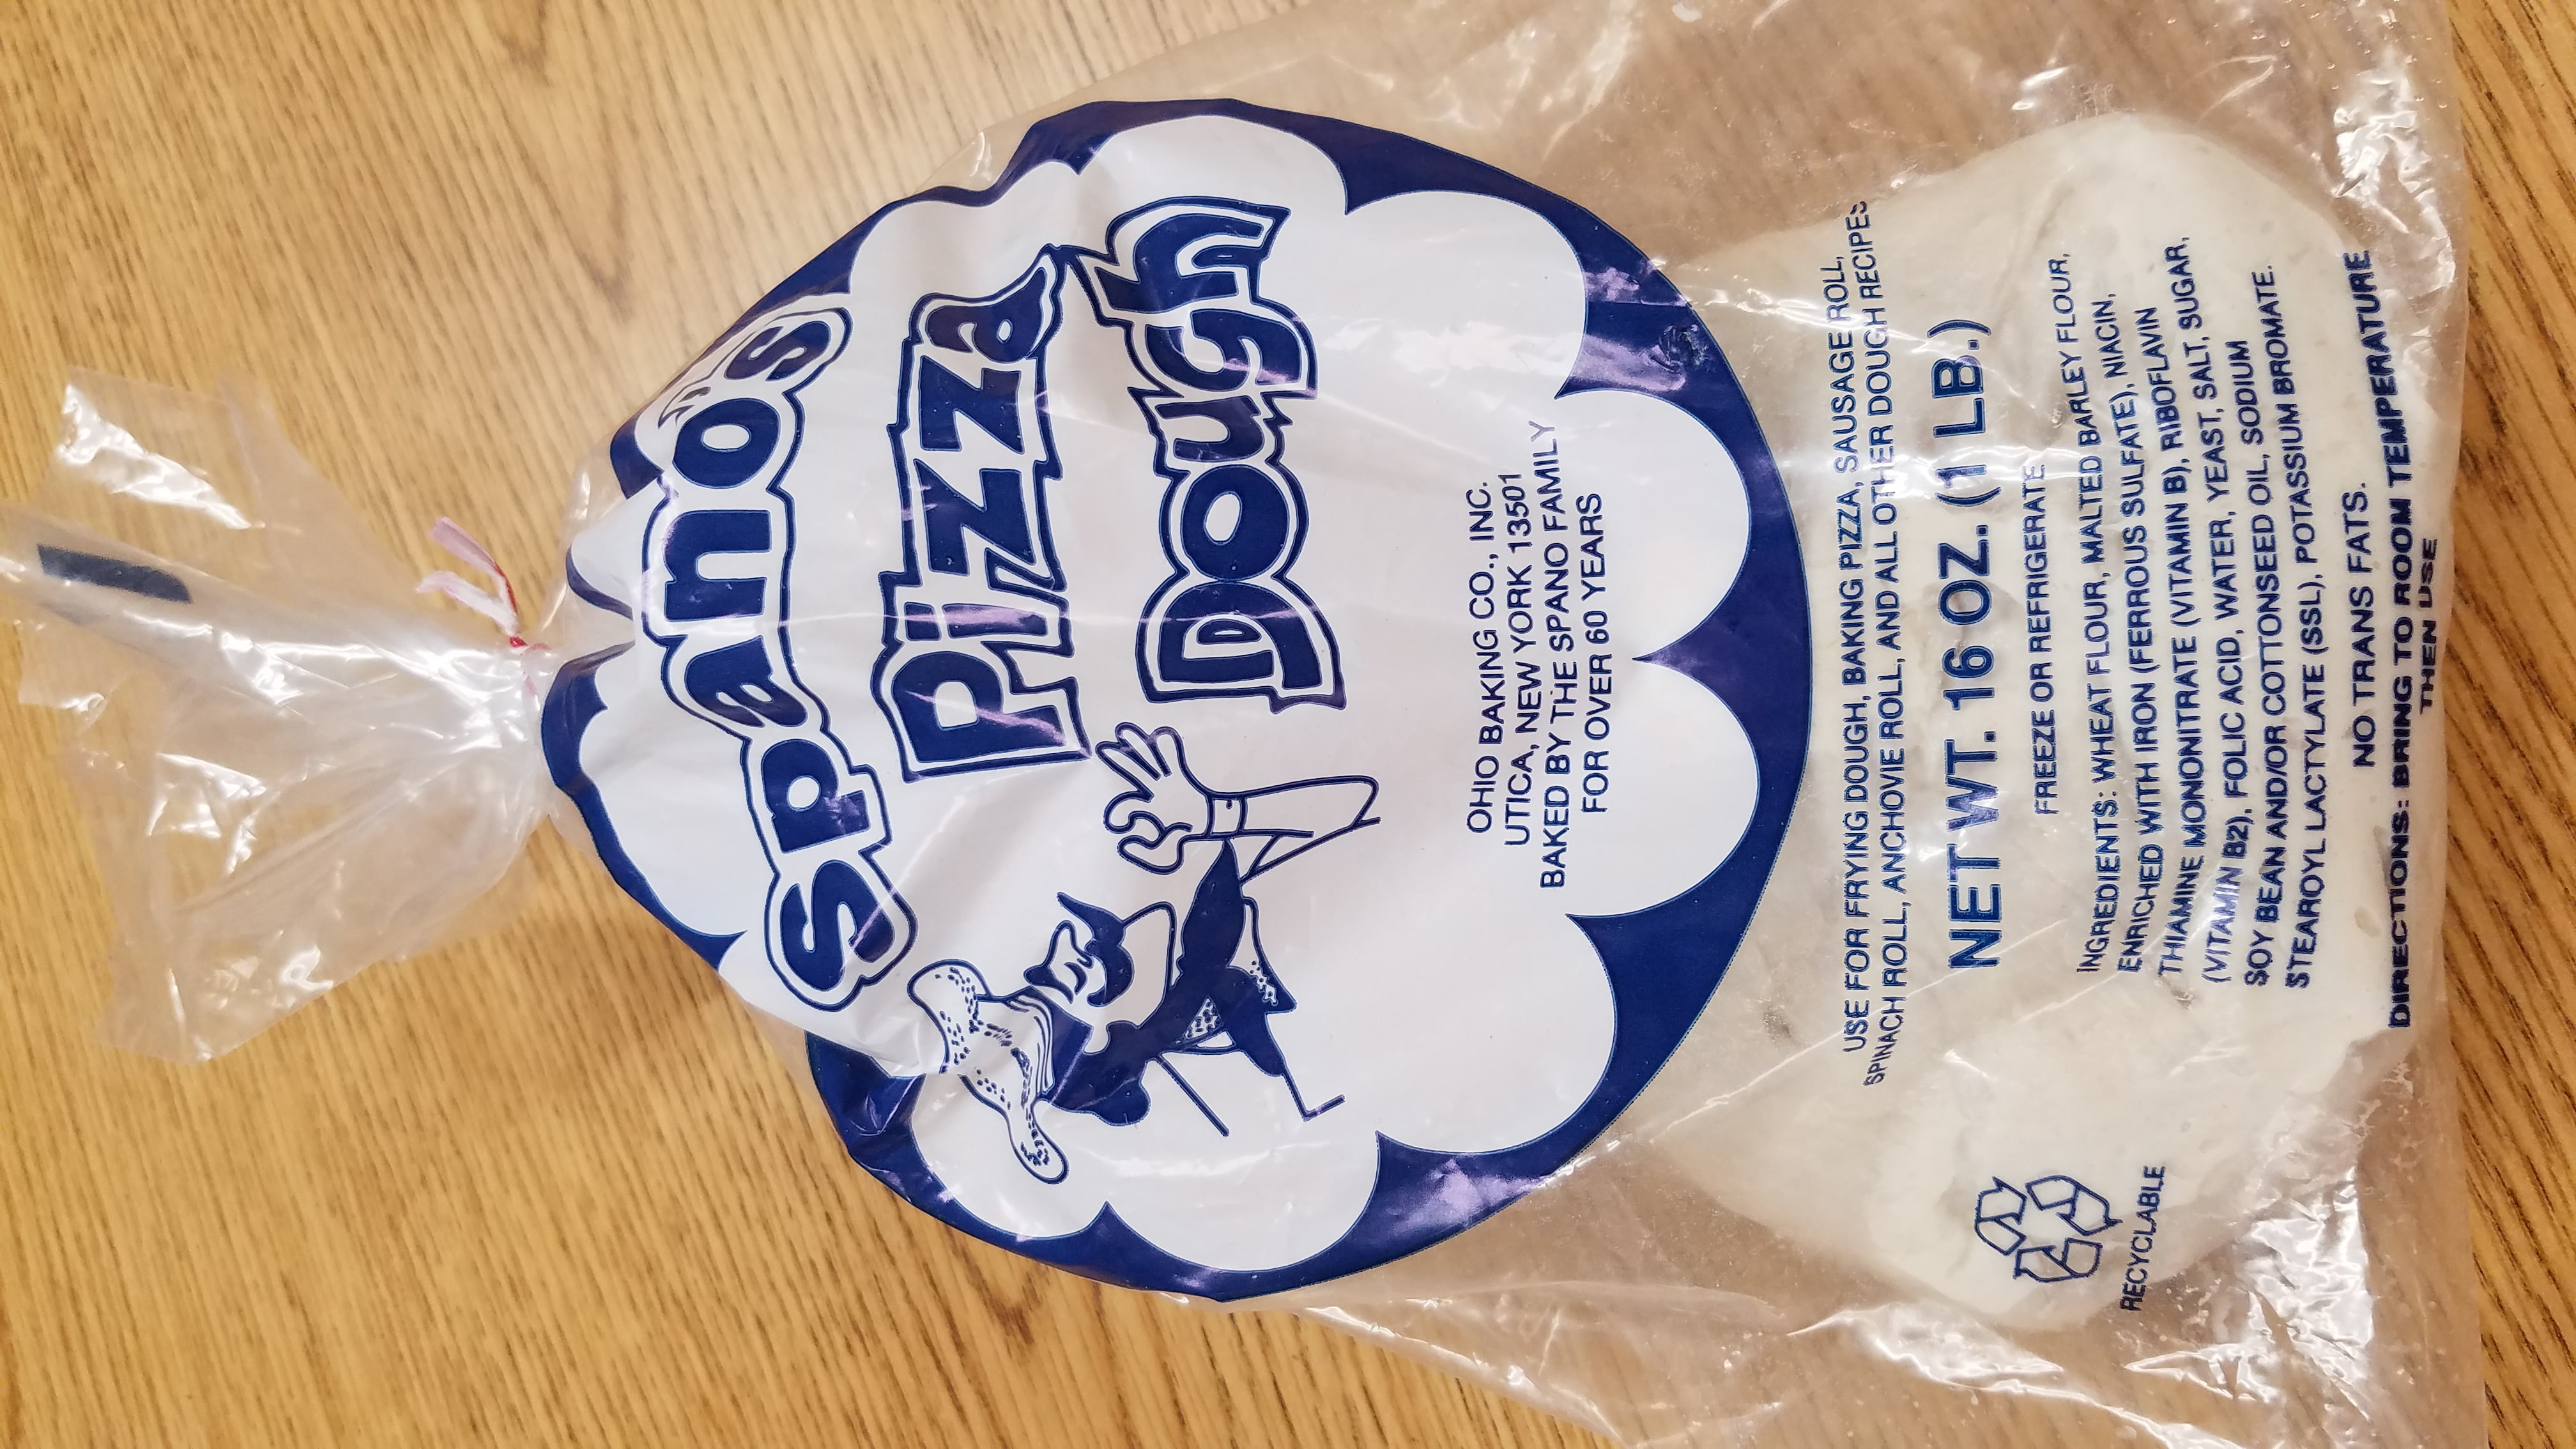 Spano's
Pizza
Dough
OHIO BAKING CO., INC.
UTICA, NEW YORK 13501
BAKED BY THE SPANO FAMILY
FOR OVER 60 YEARS
USE FOR FRYING DOUGH, BAKING PIZZA, SAUSAGE ROLL,
SPINACH ROLL, ANCHOVIE ROLL, AND ALL OTHER DOUGH RECIPES
NET WT. 16 OZ. (1 LB.)
FREEZE OR REFRIGERATE
INGREDIENTS: WHEAT FLOUR, MALTED BARLEY FLOUR,
ENRICHED WITH IRON (FERROUS SULFATE), NIACIN,
THIAMINE MONONITRATE (VITAMIN B), RIBOFLAVIN
(VITAMIN B2), FOLIC ACID, WATER, YEAST, SALT, SUGAR,
SOY BEAN AND/OR COTTONSEED OIL, SODIUM
STEAROYL LACTYLATE (SSL), POTASSIUM BROMATE.
NO TRANS FATS.
DIRECTIONS: BRING TO ROOM TEMPERATURE
THEN USE
RECYCLABLE